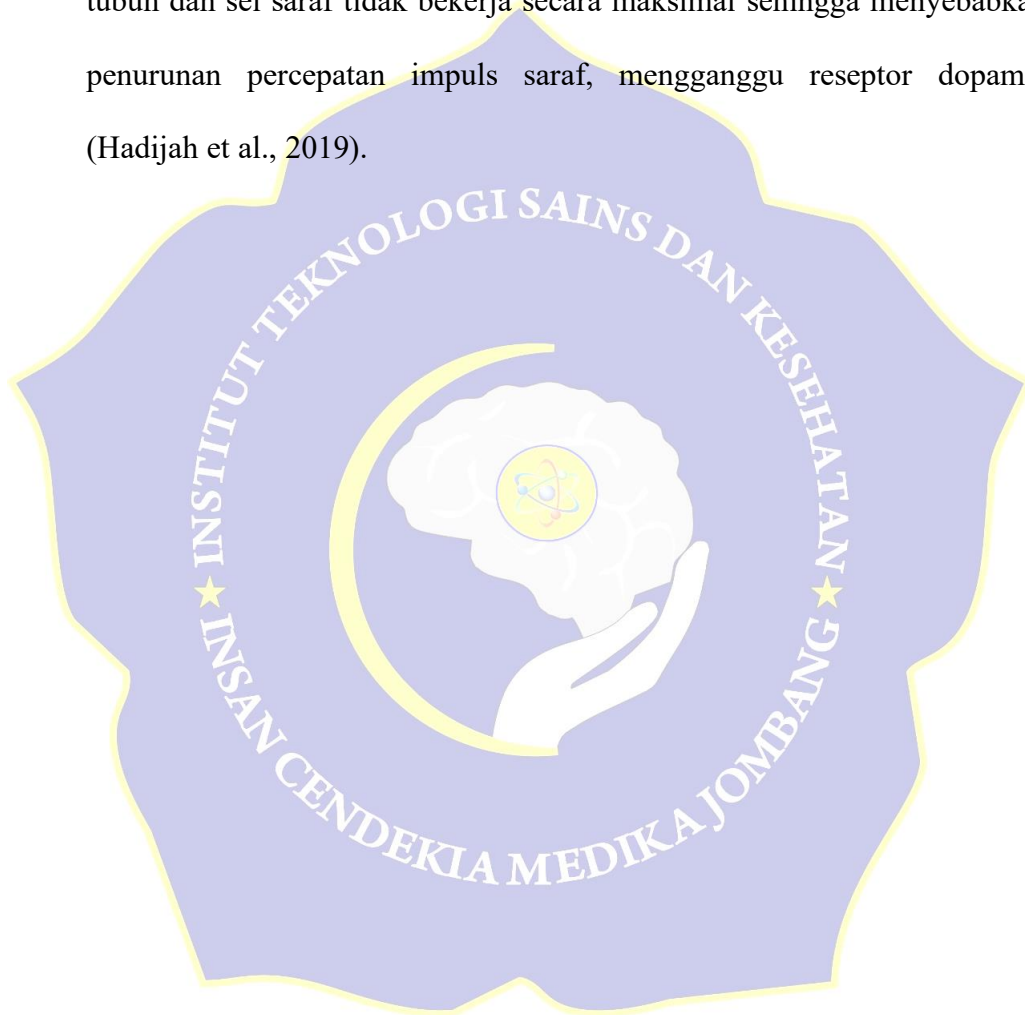 tubuh dan sel saraf tidak bekerja secara maksimal sehingga menyebabka
penurunan percepatan impuls saraf, mengganggu reseptor dopam
(Hadijah et al., 2019).
INSTITUT TEKNOLOGI SAINS DAN KESEHATAN
INSAN CENDEKIA MEDIKA JOMBANG